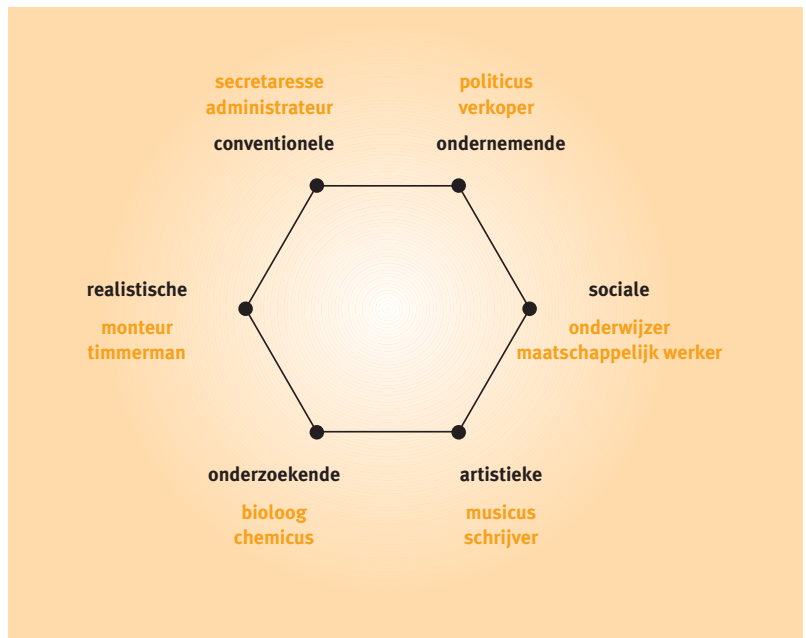 secretaresse
administrateur
conventionele
politicus
verkoper
ondernemende
realistische
monteur
timmerman
sociale
onderwijzer
maatschappelijk werker
onderzoekende
bioloog
chemicus
artistieke
musicus
schrijver